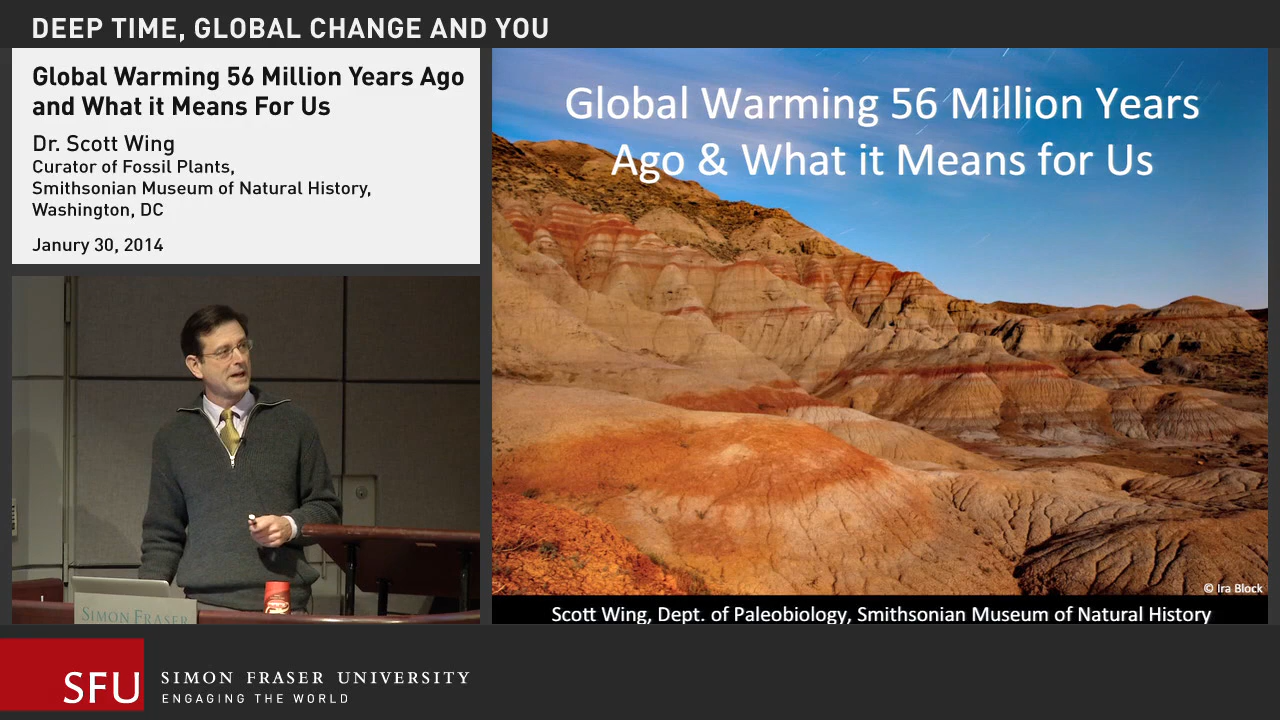 DEEP TIME, GLOBAL CHANGE AND YOU
Global Warming 56 Million Years Ago
and What it Means For Us
Dr. Scott Wing
Curator of Fossil Plants,
Smithsonian Museum of Natural History,
Washington, DC
Janury 30, 2014
Global Warming 56 Million Years
Ago & What it Means for Us
© Ira Block
Scott Wing, Dept. of Paleobiology, Smithsonian Museum of Natural History
SIMON FRASER
SFU
SIMON FRASER UNIVERSITY
ENGAGING THE WORLD